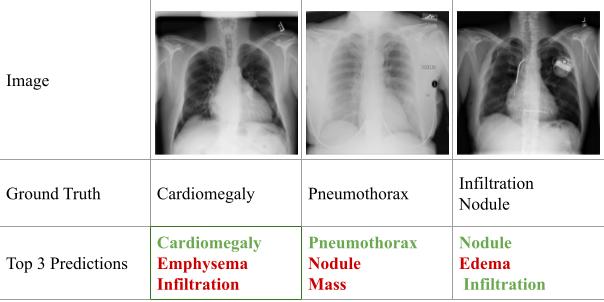 Image
Ground Truth
Cardiomegaly
Pneumothorax
Infiltration
Nodule
Top 3 Predictions
Cardiomegaly
Emphysema
Infiltration
Pneumothorax
Nodule
Mass
Nodule
Edema
Infiltration